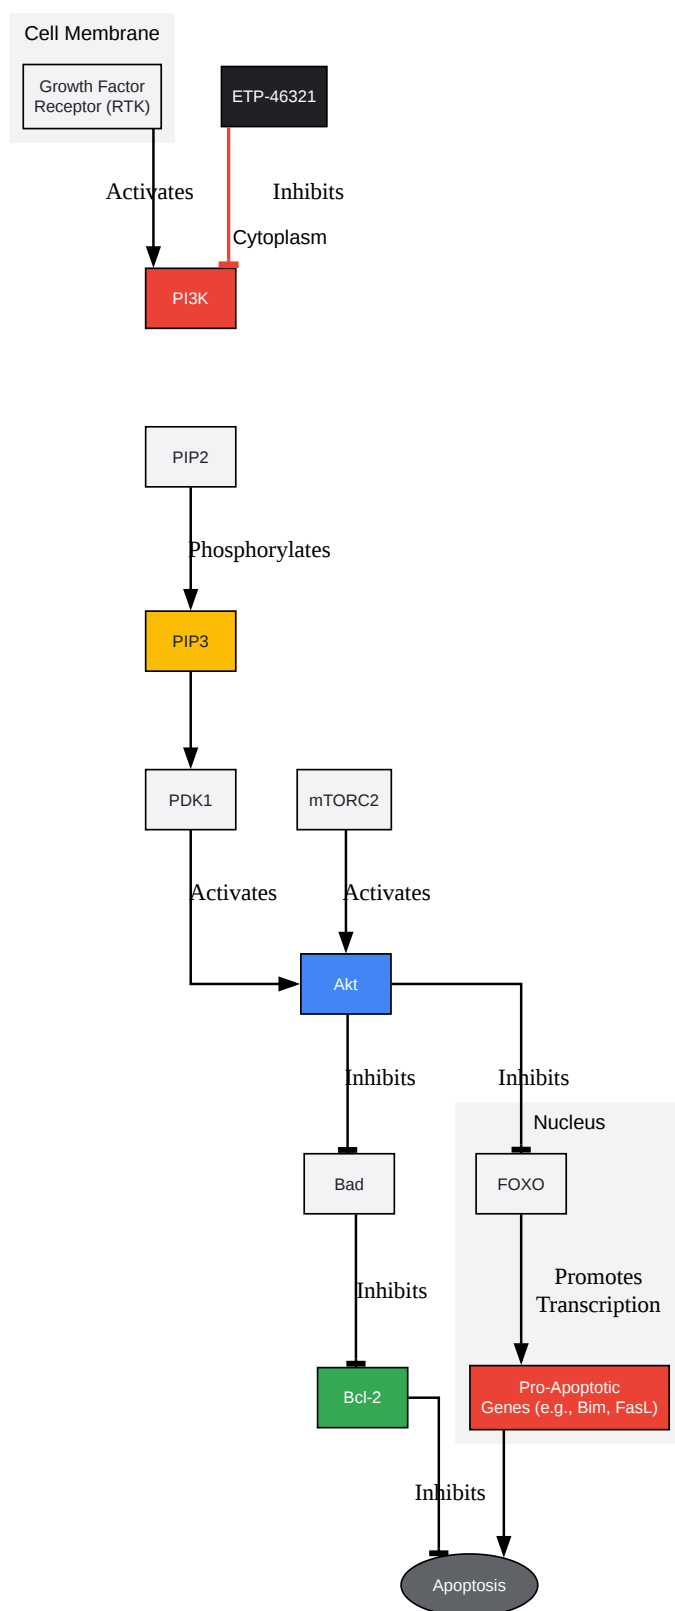 Cell Membrane
Growth Factor
Receptor (RTK)
ETP-46321
Activates
Inhibits
Cytoplasm
PI3K
PIP2
Phosphorylates
PIP3
PDK1
mTORC2
Activates
Activates
Akt
Inhibits
Inhibits
Nucleus
Bad
FOXO
Promotes
Transcription
Inhibits
Bcl-2
Pro-Apoptotic
Genes (e.g., Bim, FasL)
Inhibits
Apoptosis